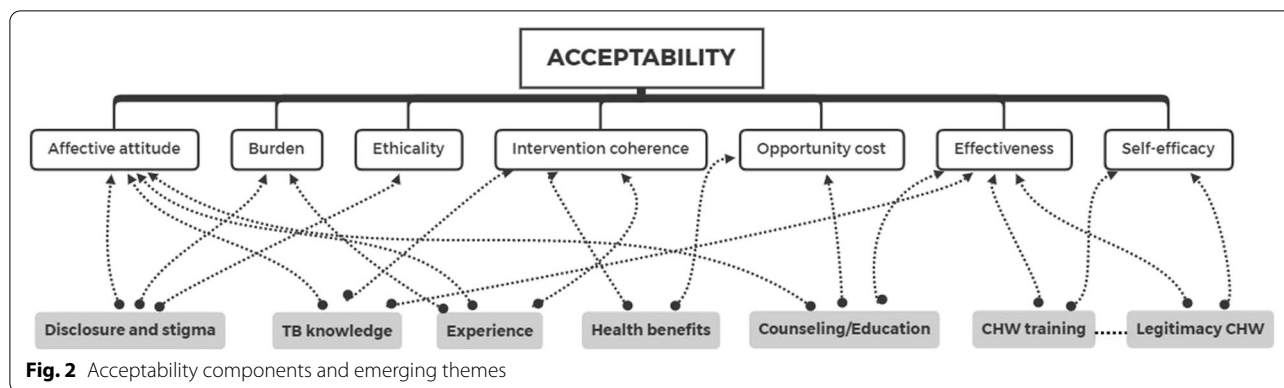 ACCEPTABILITY
Affective attitude
Burden
Ethicality
Intervention coherence
Opportunity cost
Effectiveness
Self-efficacy
Disclosure and stigma
TB knowledge
Experience
Health benefits
Counseling/Education
CHW training
Legitimacy CHW
Fig. 2 Acceptability components and emerging themes